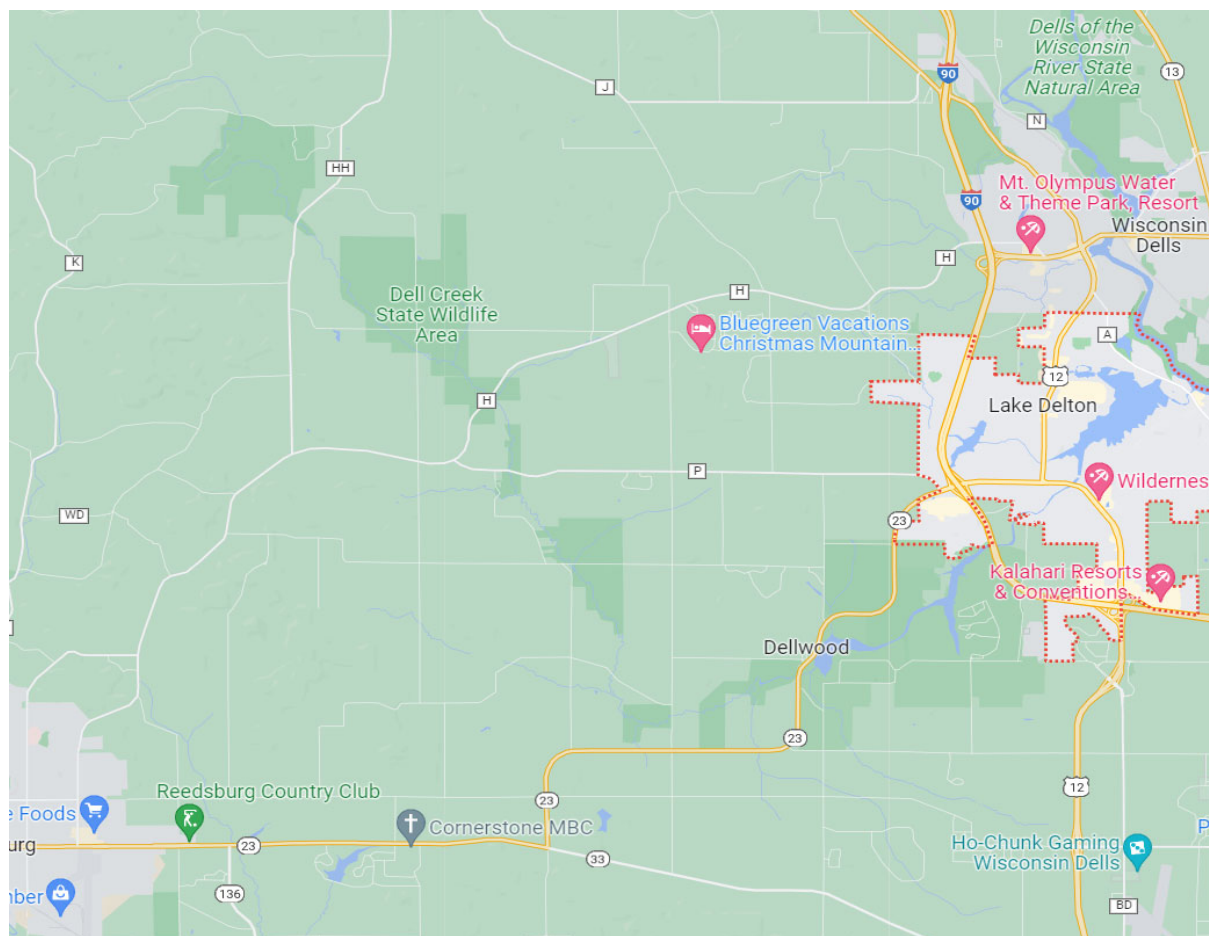 Dells of the
Wisconsin
River State
Natural Area
90
13
J
N
HH
Mt. Olympus Water
& Theme Park, Resort
90
Wisconsin
Dells
K
H
H
Dell Creek
State Wildlife
Area
Bluegreen Vacations
Christmas Mountain...
A
12
H
Lake Delton
P
Wildernes
WD
23
Kalahari Resorts
& Conventions...
Dellwood
23
12
Reedsburg Country Club
23
e Foods
Cornerstone MBC
P
urg
23
33
Ho-Chunk Gaming
Wisconsin Dells
136
mber
BD